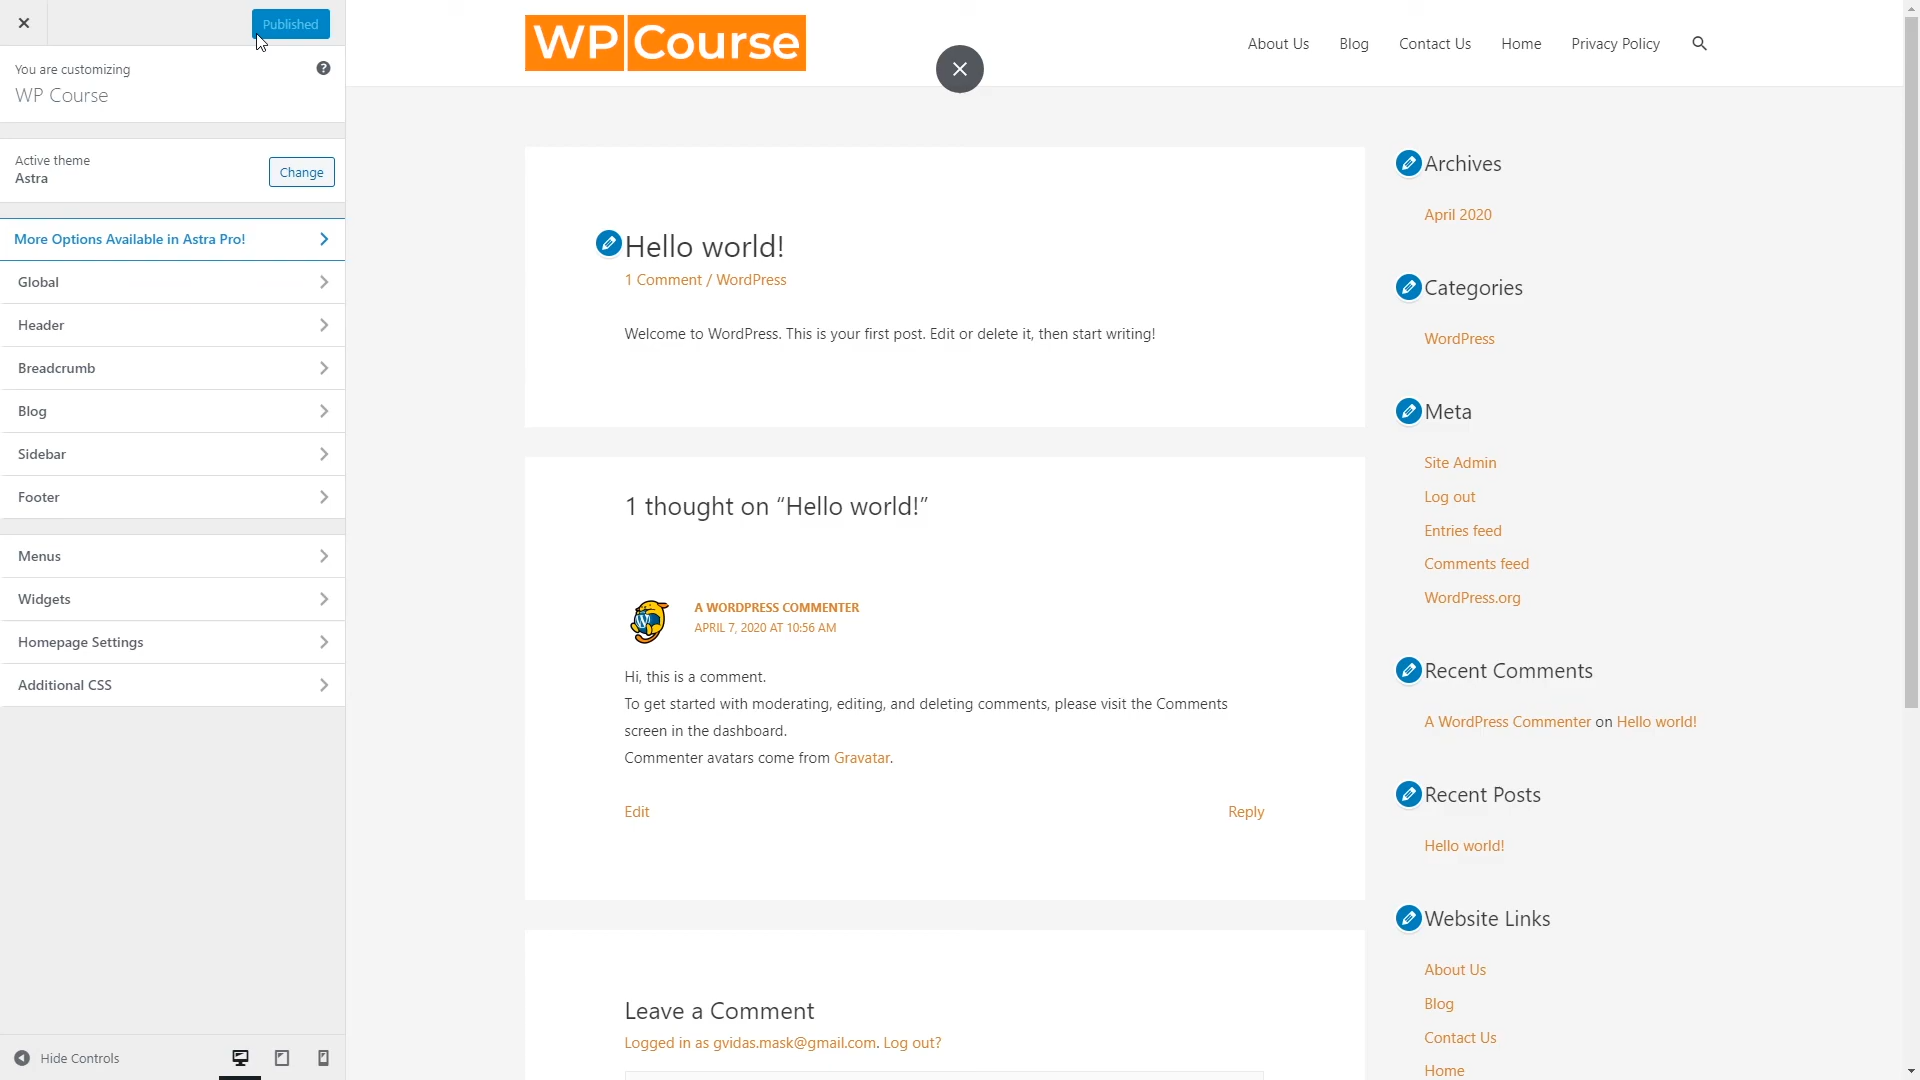 Published
You are customizing
WP Course
Active theme
Astra
Change
More Options Available in Astra Pro!
Global
Header
Breadcrumb
Blog
Sidebar
Footer
Menus
Widgets
Homepage Settings
Additional CSS
Hide Controls
WP Course
About Us
Blog
Contact Us
Home
Privacy Policy
Hello world!
1 Comment / WordPress
Welcome to WordPress. This is your first post. Edit or delete it, then start writing!
1 thought on “Hello world!”
A WORDPRESS COMMENTER
APRIL 7, 2020 AT 10:56 AM
Hi, this is a comment.
To get started with moderating, editing, and deleting comments, please visit the Comments
screen in the dashboard.
Commenter avatars come from Gravatar.
Edit
Reply
Leave a Comment
Logged in as gvidas.mask@gmail.com. Log out?
Archives
April 2020
Categories
WordPress
Meta
Site Admin
Log out
Entries feed
Comments feed
WordPress.org
Recent Comments
A WordPress Commenter on Hello world!
Recent Posts
Hello world!
Website Links
About Us
Blog
Contact Us
Home